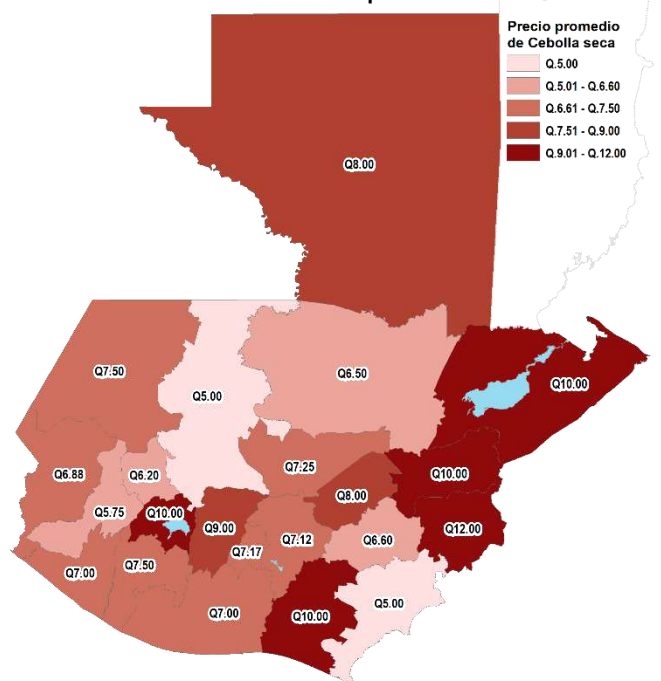 Precio promedio
de Cebolla seca
Q.5.00
Q.5.01 - Q.6.60
Q.6.61 - Q.7.50
Q.7.51 - Q.9.00
Q.9.01 - Q.12.00
Q8.00
Q7.50
Q5.00
Q6.50
Q10.00
Q6.88
Q6.20
Q7.25
Q10.00
Q5.75
Q10.00
Q9.00
Q8.00
Q12.00
Q7.17
Q7.12
Q6.60
Q7.00
Q7.50
Q7.00
Q10.00
Q5.00